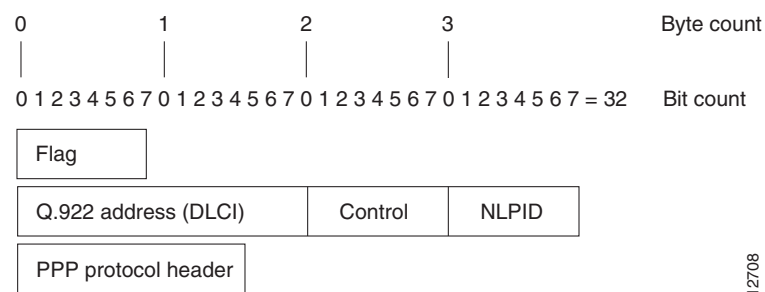 0 1 2 3 Byte count
0 1 2 3 4 5 6 7 0 1 2 3 4 5 6 7 0 1 2 3 4 5 6 7 0 1 2 3 4 5 6 7 = 32 Bit count
Flag
Q.922 address (DLCI) Control NLPID
PPP protocol header
12708